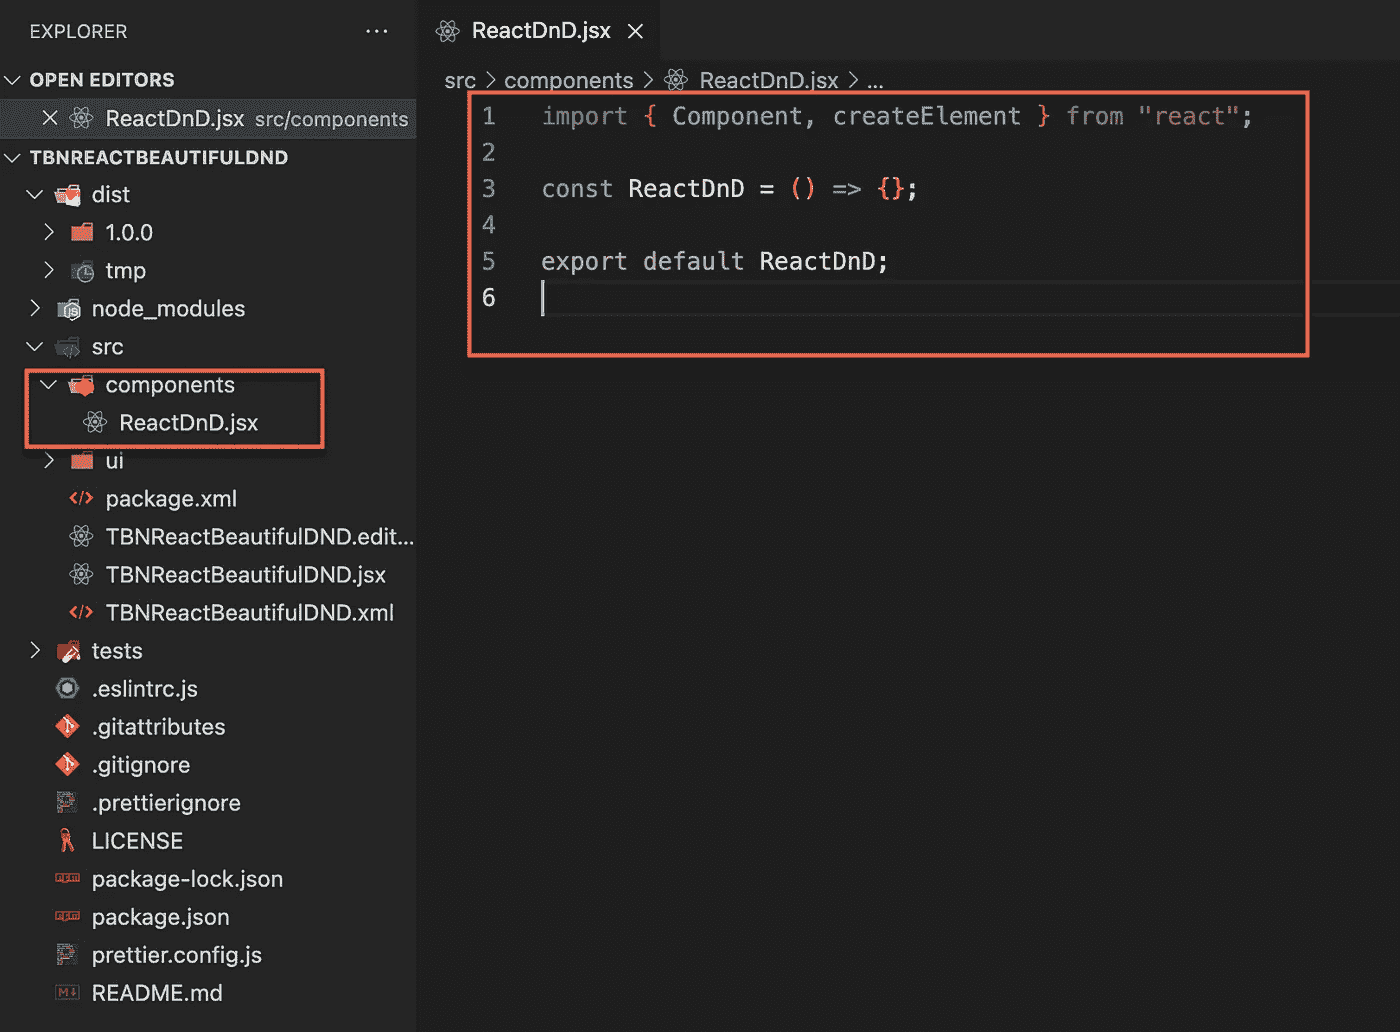 EXPLORER
...
OPEN EDITORS
ReactDnD.jsx src/components
TBNREACTBEAUTIFULDND
dist
1.0.0
tmp
node_modules
src
components
ReactDnD.jsx
ui
package.xml
TBNReactBeautifulDND.edit...
TBNReactBeautifulDND.jsx
TBNReactBeautifulDND.xml
tests
.eslintrc.js
.gitattributes
.gitignore
.prettierignore
LICENSE
package-lock.json
package.json
prettier.config.js
README.md
ReactDnD.jsx
src > components > ReactDnD.jsx > ...
1 import { Component, createElement } from "react";
2
3 const ReactDnD = () => {};
4
5 export default ReactDnD;
6